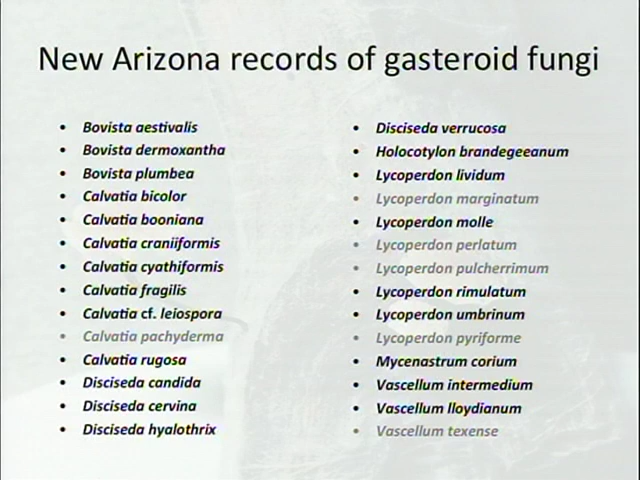 New Arizona records of gasteroid fungi
• Bovista aestivalis
• Bovista dermoxantha
• Bovista plumbea
• Calvatia bicolor
• Calvatia booniana
• Calvatia craniiformis
• Calvatia cyathiformis
• Calvatia fragilis
• Calvatia cf. leiospora
• Calvatia pachyderma
• Calvatia rugosa
• Disciseda candida
• Disciseda cervina
• Disciseda hyalothrix
• Disciseda verrucosa
• Holocotylon brandegeeanum
• Lycoperdon lividum
• Lycoperdon marginatum
• Lycoperdon molle
• Lycoperdon perlatum
• Lycoperdon pulcherrimum
• Lycoperdon rimulatum
• Lycoperdon umbrinum
• Lycoperdon pyriforme
• Mycenastrum corium
• Vascellum intermedium
• Vascellum lloydianum
• Vascellum texense